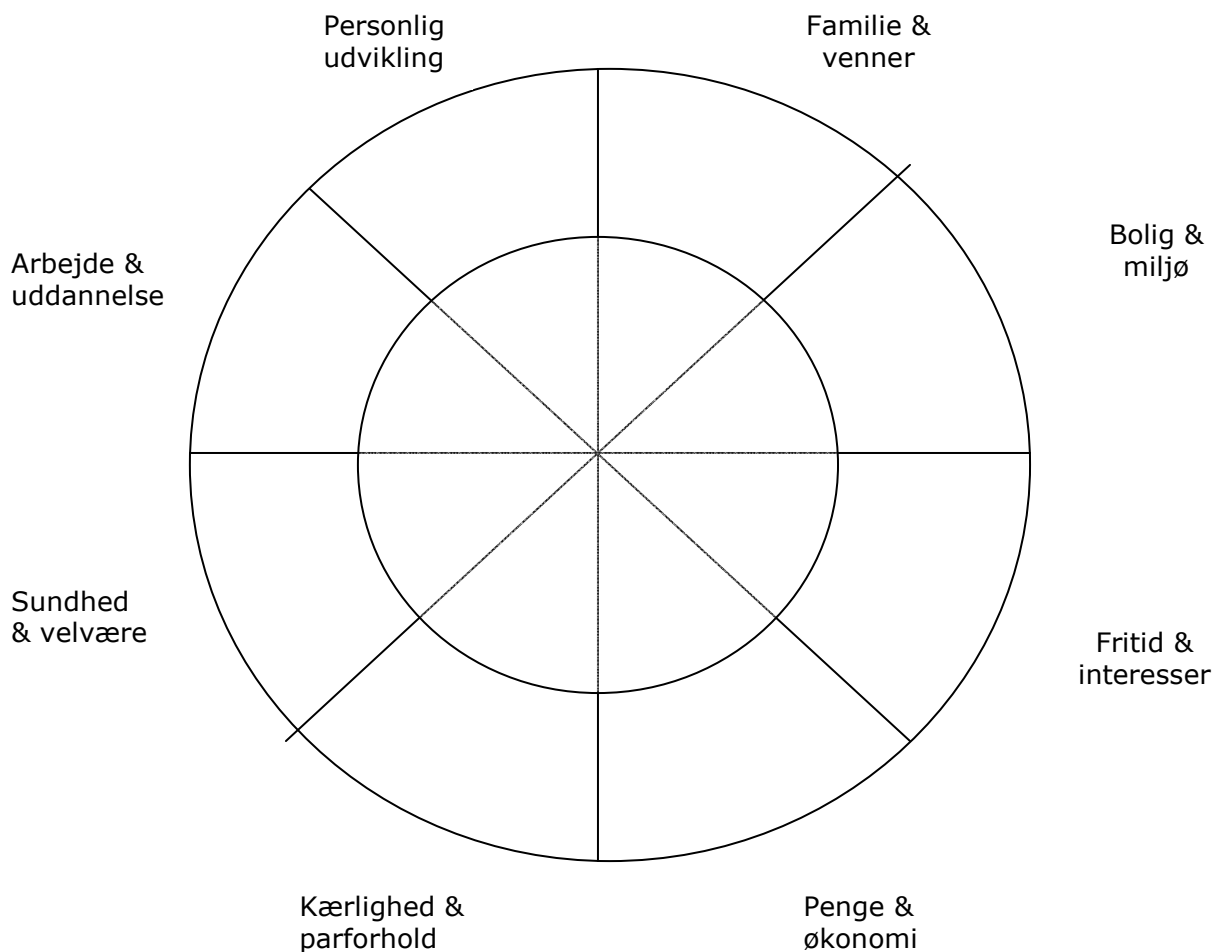 Personlig
udvikling
Familie &
venner
Bolig &
miljø
Arbejde &
uddannelse
Sundhed
& velvære
Fritid &
interesser
Kærlighed &
parforhold
Penge &
økonomi